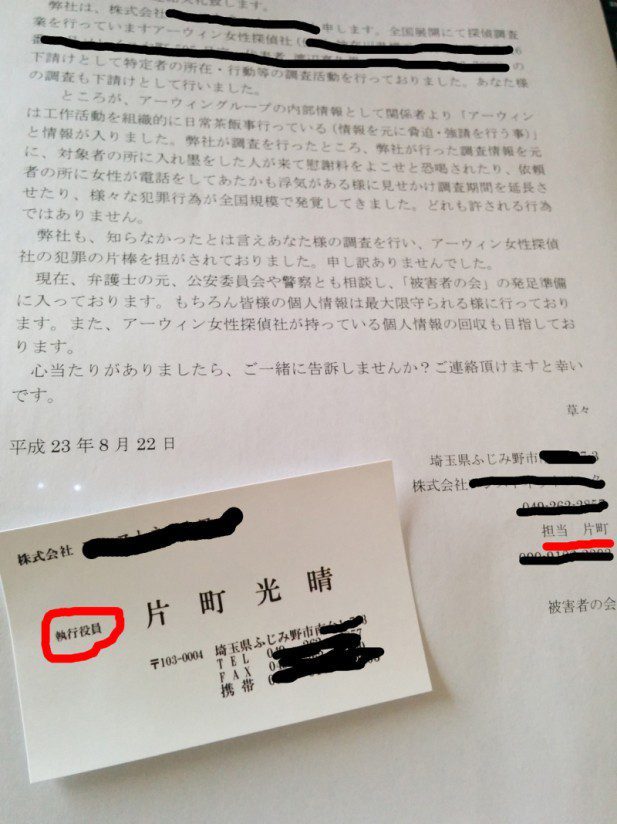 弊社は、株式会社 申します。全国展開にて探偵調査
業を行っていますアーウィン女性探偵社(
の
下請けとして特定者の所在・行動等の調査活動を行っておりました。あなた様
の調査も下請けとして行いました。
ところが、アーウィングループの内部情報として関係者より「アーウィン
は工作活動を組織的に日常茶飯事行っている(情報を元に脅迫・強請を行う事)」
と情報が入りました。弊社が調査を行ったところ、弊社が行った調査情報を元
に、対象者の所に入れ墨をした人が来て慰謝料をよこせと恐喝されたり、依頼
者の所に女性が電話をしてあたかも浮気がある様に見せかけ調査期間を延長さ
せたり、様々な犯罪行為が全国規模で発覚してきました。どれも許される行為
ではありません。
弊社も、知らなかったとは言えあなた様の調査を行い、アーウィン女性探偵
社の犯罪の片棒を担がされておりました。申し訳ありませんでした。
現在、弁護士の元、公安委員会や警察とも相談し、「被害者の会」の発足準備
に入っております。もちろん皆様の個人情報は最大限守られる様に行っており
ます。また、アーウィン女性探偵社が持っている個人情報の回収も目指してお
ります。
心当たりがありましたら、ご一緒に告訴しませんか?ご連絡頂けますと幸い
です。
草々
平成23年8月22日
埼玉県ふじみ野市
株式会社
担当 片町
被害者の会
株式会社
執行役員
片町光晴
〒103-0004 埼玉県ふじみ野市
TEL
FAX
携帯